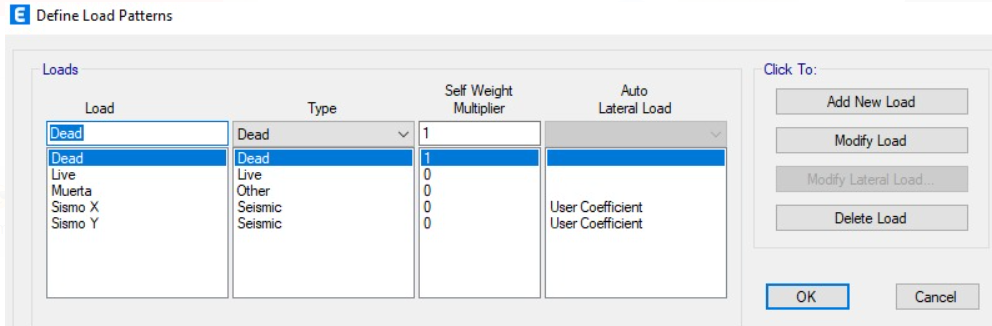 E Define Load Patterns
Loads
Click To:
Load Type Self Weight Multiplier Auto Lateral Load
Dead Dead 1
Dead Dead 1
Live Live 0
Muerta Other 0
Sismo X Seismic 0 User Coefficient
Sismo Y Seismic 0 User Coefficient
Add New Load
Modify Load
Modify Lateral Load...
Delete Load
OK Cancel